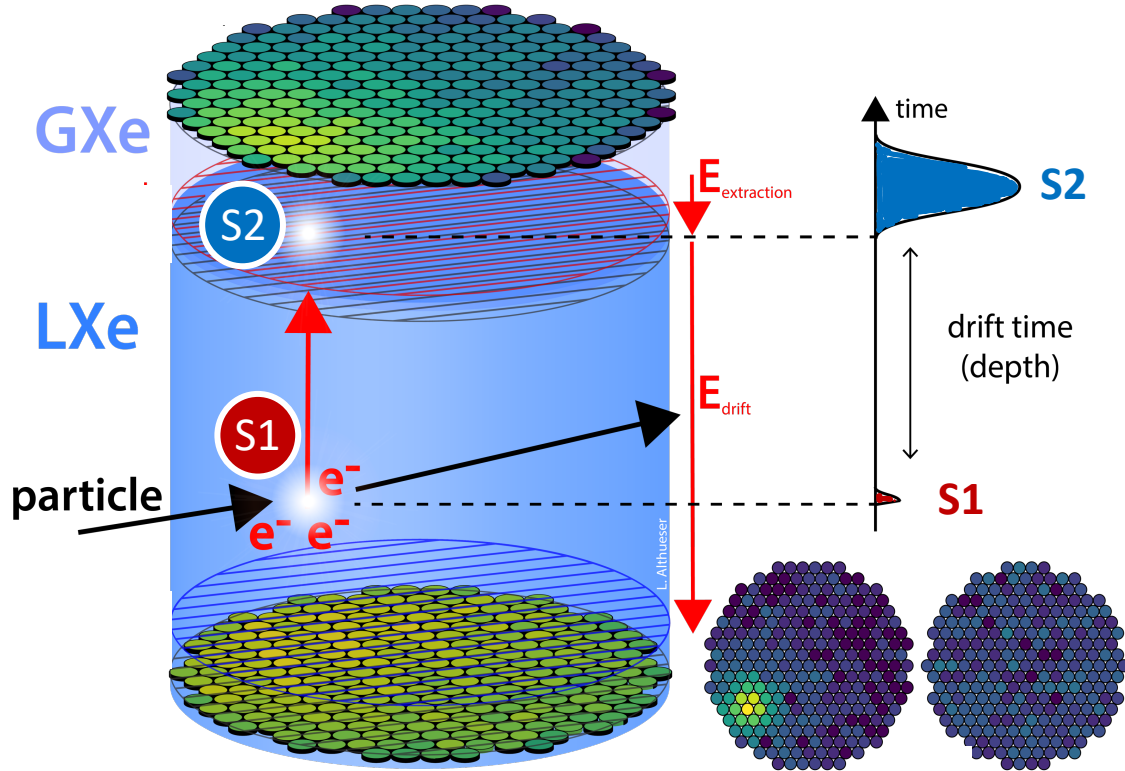 GXe
time
E extraction
S2
S2
LXe
drift time
(depth)
E drift
S1
e-
particle
S1
e- e-
L. Althueser